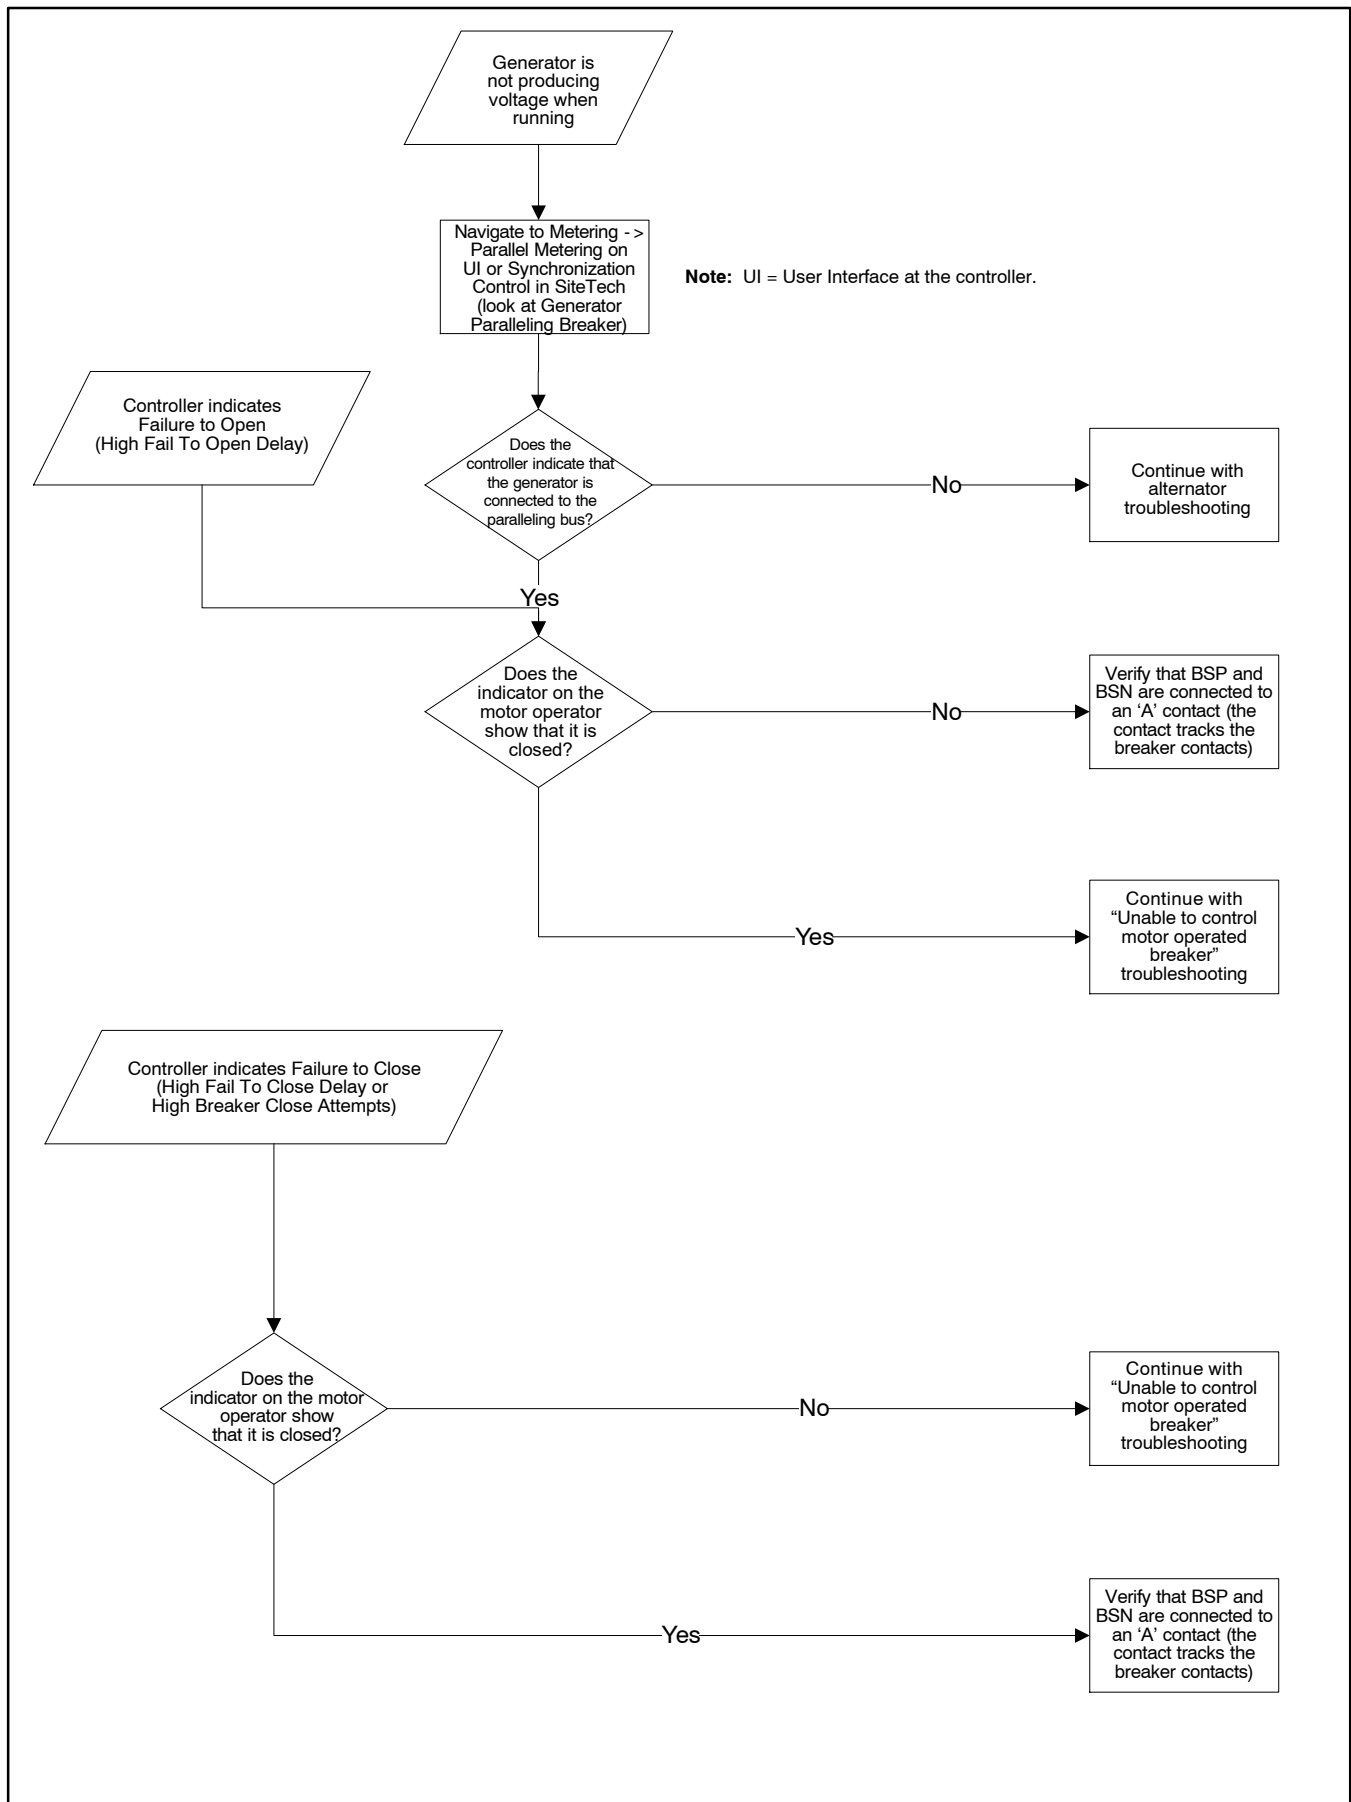 Generator is
not producing
voltage when
running
Navigate to Metering - >
Parallel Metering on
UI or Synchronization
Control in SiteTech
(look at Generator
Paralleling Breaker)
Note: UI = User Interface at the controller.
Controller indicates
Failure to Open
(High Fail To Open Delay)
Does the
controller indicate that
the generator is
connected to the
paralleling bus?
No
Continue with
alternator
troubleshooting
Yes
Does the
indicator on the
motor operator
show that it is
closed?
No
Verify that BSP and
BSN are connected to
an ‘A’ contact (the
contact tracks the
breaker contacts)
Yes
Continue with
“Unable to control
motor operated
breaker”
troubleshooting
Controller indicates Failure to Close
(High Fail To Close Delay or
High Breaker Close Attempts)
Does the
indicator on the motor
operator show
that it is closed?
No
Continue with
“Unable to control
motor operated
breaker”
troubleshooting
Yes
Verify that BSP and
BSN are connected to
an ‘A’ contact (the
contact tracks the
breaker contacts)